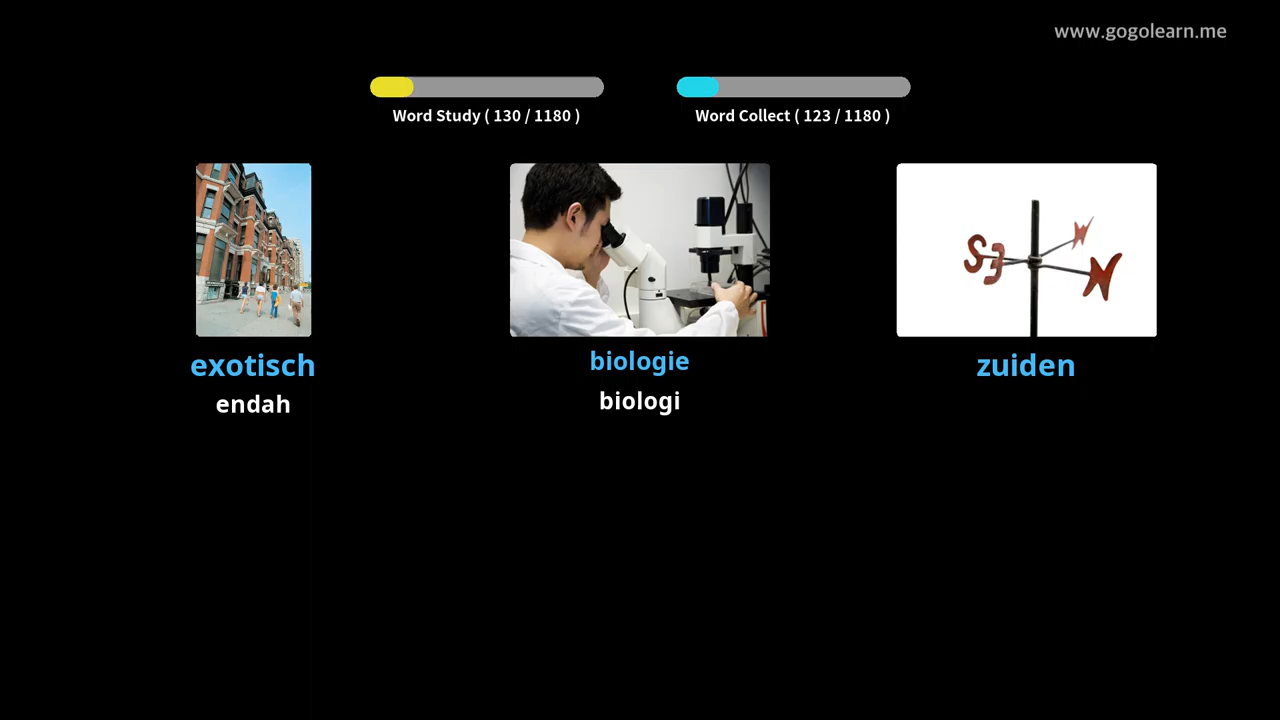 www.gogolearn.me
Word Study ( 130 / 1180 )
Word Collect ( 123 / 1180 )
exotisch
endah
biologie
biologi
S E N W
zuiden